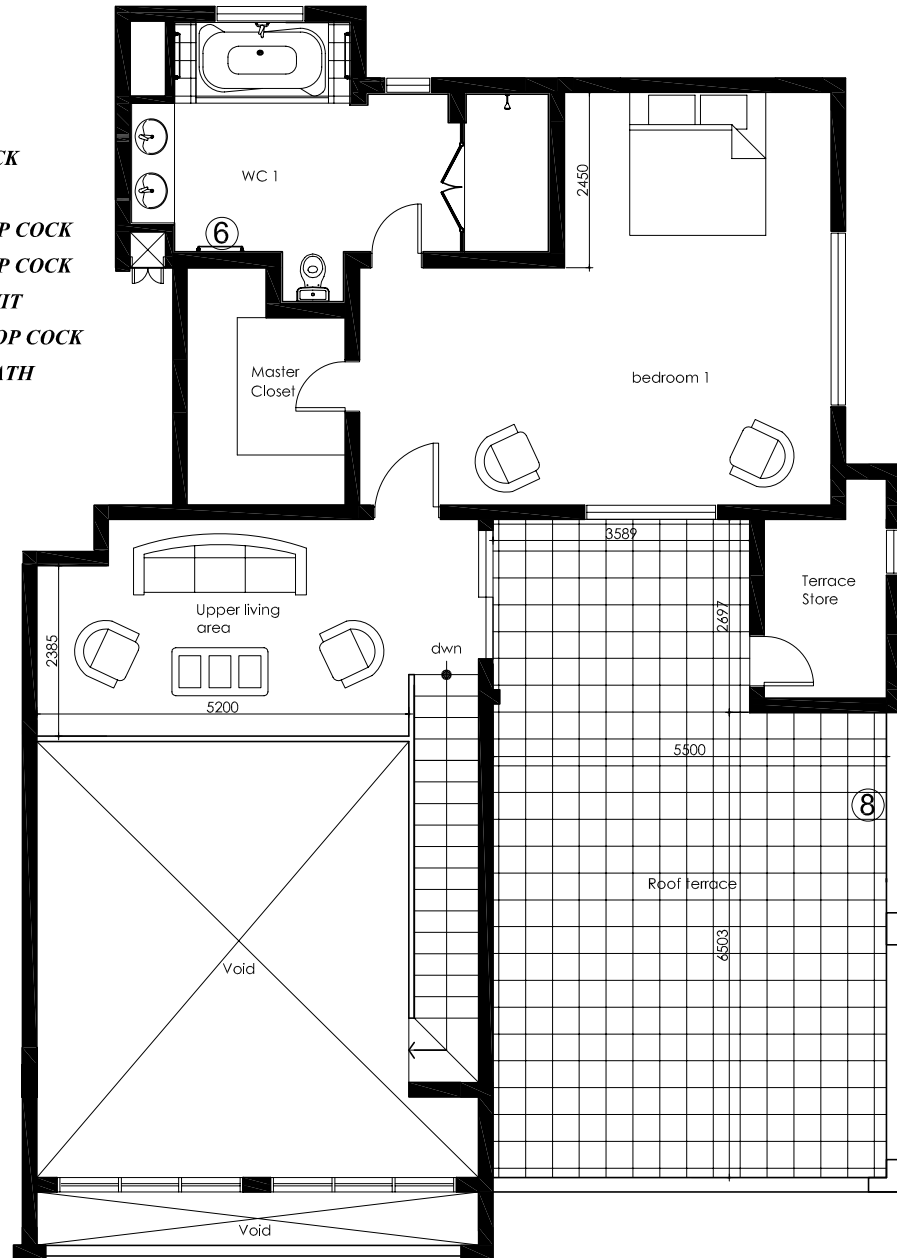 CK
P COCK
P COCK
IT
OP COCK
ATH
WC 1
6
2450
Master
Closet
bedroom 1
3589
Terrace
Store
2697
Upper living
area
2385
dwn
5200
5500
8
Roof terrace
6503
Void
Void